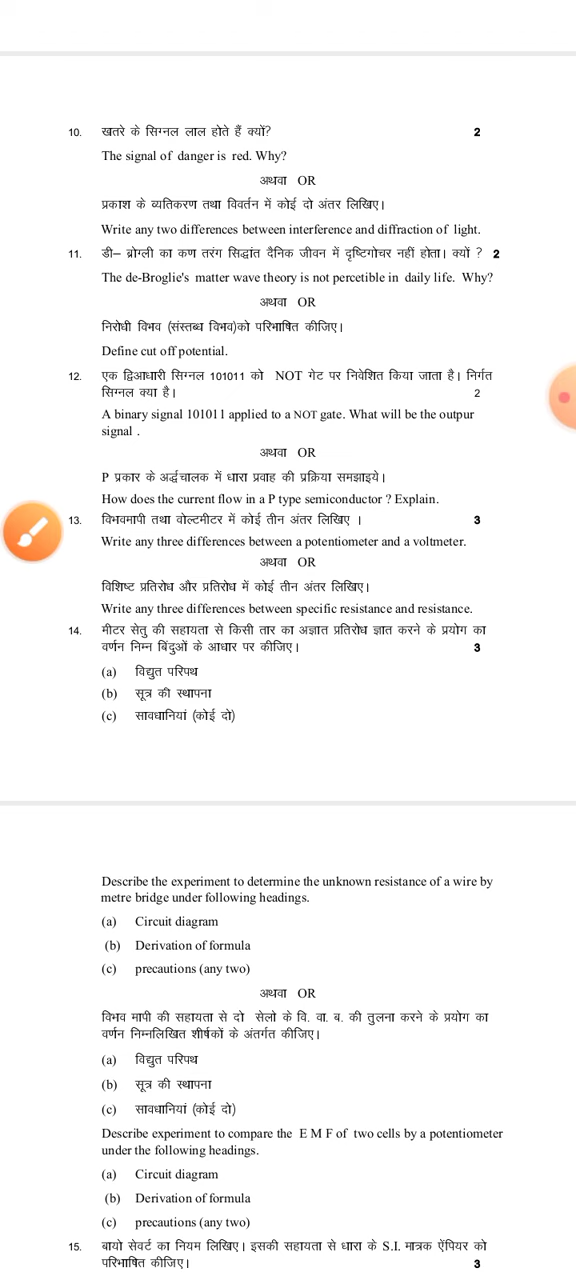 10. खतरे के सिग्नल लाल होते हैं क्यों? 2
The signal of danger is red. Why?
अथवा OR
प्रकाश के व्यतिकरण तथा विवर्तन में कोई दो अंतर लिखिए।
Write any two differences between interference and diffraction of light.
11. डी– ब्रोग्ली का कण तरंग सिद्धांत दैनिक जीवन में दृष्टिगोचर नहीं होता। क्यों ? 2
The de-Broglie's matter wave theory is not percetible in daily life. Why?
अथवा OR
निरोधी विभव (संस्तब्ध विभव)को परिभाषित कीजिए।
Define cut off potential.
12. एक द्विआधारी सिग्नल 101011 को NOT गेट पर निवेशित किया जाता है। निर्गत
सिग्नल क्या है। 2
A binary signal 101011 applied to a NOT gate. What will be the outpur
signal .
अथवा OR
P प्रकार के अर्द्धचालक में धारा प्रवाह की प्रक्रिया समझाइये।
How does the current flow in a P type semiconductor ? Explain.
13. विभवमापी तथा वोल्टमीटर में कोई तीन अंतर लिखिए । 3
Write any three differences between a potentiometer and a voltmeter.
अथवा OR
विशिष्ट प्रतिरोध और प्रतिरोध में कोई तीन अंतर लिखिए।
Write any three differences between specific resistance and resistance.
14. मीटर सेतु की सहायता से किसी तार का अज्ञात प्रतिरोध ज्ञात करने के प्रयोग का
वर्णन निम्न बिंदुओं के आधार पर कीजिए। 3
(a) विद्युत परिपथ
(b) सूत्र की स्थापना
(c) सावधानियां (कोई दो)
Describe the experiment to determine the unknown resistance of a wire by
metre bridge under following headings.
(a) Circuit diagram
(b) Derivation of formula
(c) precautions (any two)
अथवा OR
विभव मापी की सहायता से दो सेलो के वि. वा. ब. की तुलना करने के प्रयोग का
वर्णन निम्नलिखित शीर्षकों के अंतर्गत कीजिए।
(a) विद्युत परिपथ
(b) सूत्र की स्थापना
(c) सावधानियां (कोई दो)
Describe experiment to compare the E M F of two cells by a potentiometer
under the following headings.
(a) Circuit diagram
(b) Derivation of formula
(c) precautions (any two)
15. बायो सेवर्ट का नियम लिखिए। इसकी सहायता से धारा के S.I. मात्रक ऐंपियर को
परिभाषित कीजिए। 3